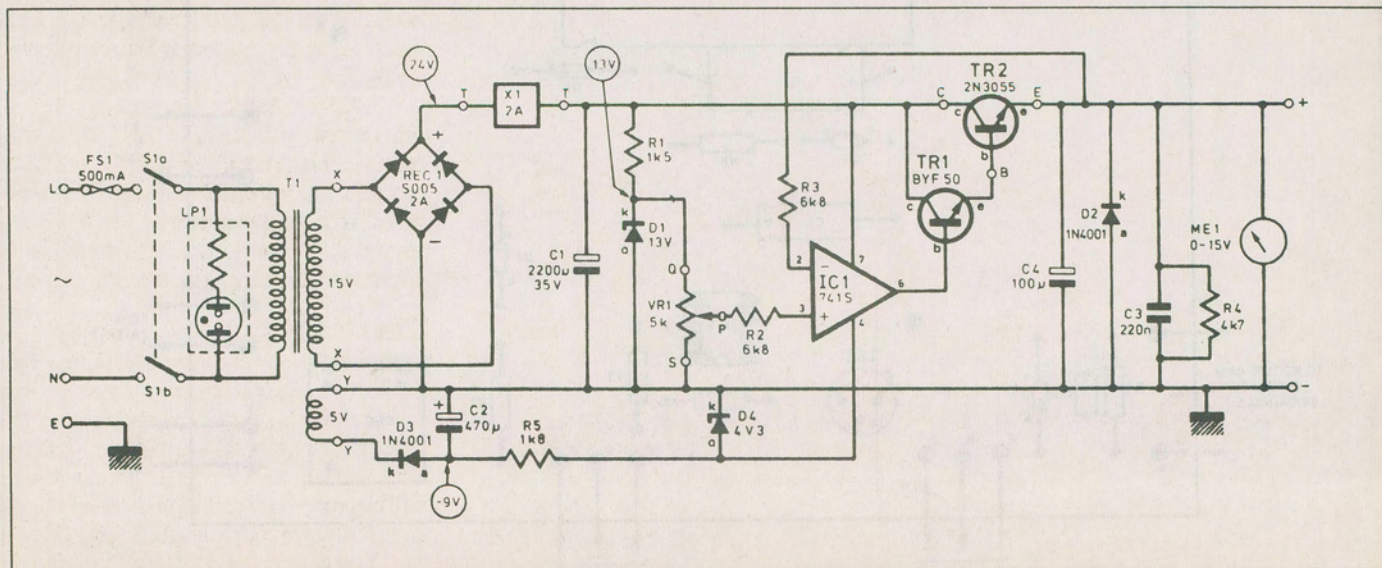 24V
13V
T
X1
2A
T
C
TR2
2N3055
E
+
c
e
b
B
FS1
500mA
S1a
L
LP1
T1
X
+
REC 1
S005
2A
−
15V
X
R1
1k5
k
D1
13V
a
C1
2200µ
35V
Q
VR1
5k
P
S
R2
6k8
R3
6k8
2
−
7
IC1
741S
3
+
4
6
TR1
BYF 50
c
e
b
D2
1N4001
k
a
C4
100µ
ME1
0-15V
C3
220n
R4
4k7
~
N
S1b
E
Y
5V
Y
+
C2
470µ
D3
1N4001
k
a
R5
1k8
k
D4
4V3
a
-9V
−